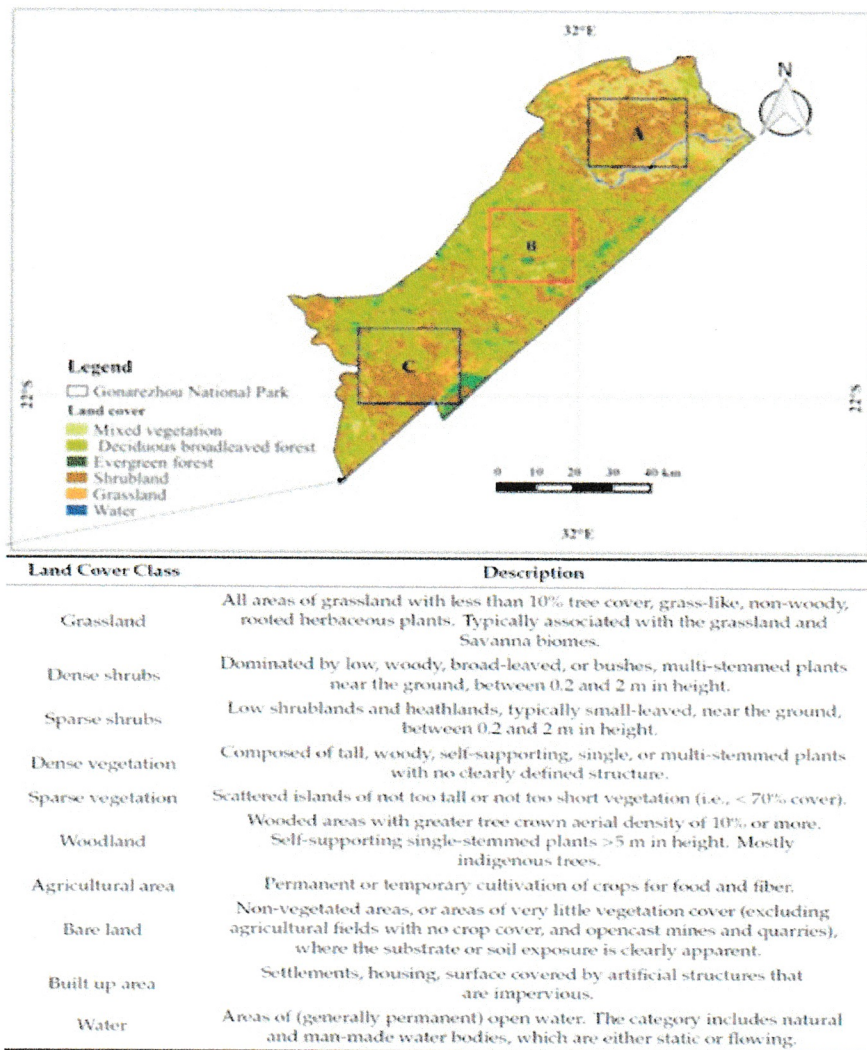 32°E
N
A
B
C
22°S
22°S
Legend
Gonarezhou National Park
Land cover
Mixed vegetation
Deciduous broadleaved forest
Evergreen forest
Shrubland
Grassland
Water
0 10 20 30 40 km
32°E
Land Cover Class Description
All areas of grassland with less than 10% tree cover, grass-like, non-woody,
Grassland rooted herbaceous plants. Typically associated with the grassland and
Savanna biomes.
Dense shrubs Dominated by low, woody, broad-leaved, or bushes, multi-stemmed plants
near the ground, between 0.2 and 2 m in height.
Sparse shrubs Low shrublands and heathlands, typically small-leaved, near the ground,
between 0.2 and 2 m in height.
Dense vegetation Composed of tall, woody, self-supporting, single, or multi-stemmed plants
with no clearly defined structure.
Sparse vegetation Scattered islands of not too tall or not too short vegetation (i.e., < 70% cover).
Wooded areas with greater tree crown aerial density of 10% or more.
Woodland Self-supporting single-stemmed plants >5 m in height. Mostly
indigenous trees.
Agricultural area Permanent or temporary cultivation of crops for food and fiber.
Non-vegetated areas, or areas of very little vegetation cover (excluding
Bare land agricultural fields with no crop cover, and opencast mines and quarries),
where the substrate or soil exposure is clearly apparent.
Built up area Settlements, housing, surface covered by artificial structures that
are impervious.
Water Areas of (generally permanent) open water. The category includes natural
and man-made water bodies, which are either static or flowing.